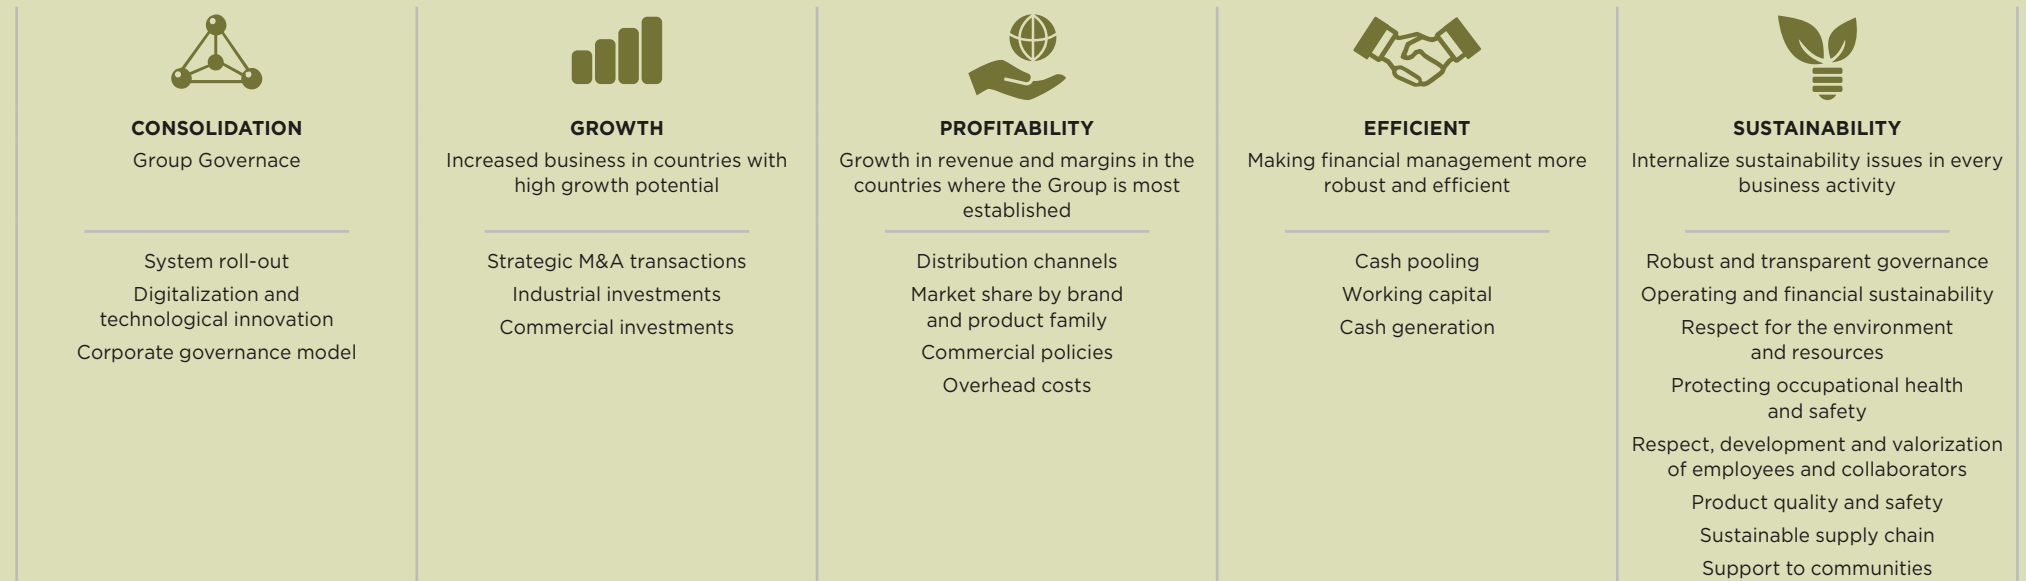 CONSOLIDATION
Group Governace
System roll-out
Digitalization and
technological innovation
Corporate governance model
GROWTH
Increased business in countries with
high growth potential
Strategic M&A transactions
Industrial investments
Commercial investments
PROFITABILITY
Growth in revenue and margins in the
countries where the Group is most
established
Distribution channels
Market share by brand
and product family
Commercial policies
Overhead costs
EFFICIENT
Making financial management more
robust and efficient
Cash pooling
Working capital
Cash generation
SUSTAINABILITY
Internalize sustainability issues in every
business activity
Robust and transparent governance
Operating and financial sustainability
Respect for the environment
and resources
Protecting occupational health
and safety
Respect, development and valorization
of employees and collaborators
Product quality and safety
Sustainable supply chain
Support to communities